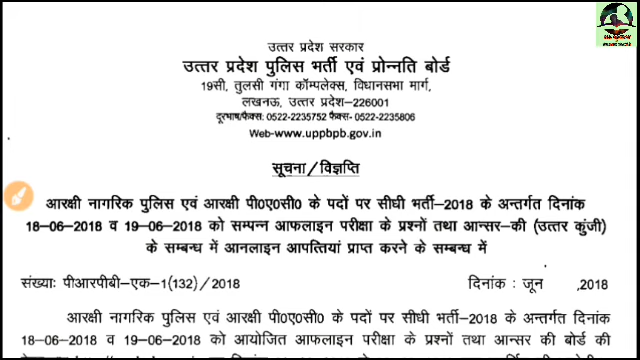 उत्तर प्रदेश सरकार
उत्तर प्रदेश पुलिस भर्ती एवं प्रोन्नति बोर्ड
19सी, तुलसी गंगा कॉम्पलेक्स, विधानसभा मार्ग,
लखनऊ, उत्तर प्रदेश-226001
दूरभाष/फैक्सः 0522-2235752 फैक्स- 0522-2235806
Web-www.uppbpb.gov.in
सूचना/विज्ञप्ति
आरक्षी नागरिक पुलिस एवं आरक्षी पी0ए0सी0 के पदों पर सीधी भर्ती-2018 के अन्तर्गत दिनांक
18-06-2018 व 19-06-2018 को सम्पन्न आफलाइन परीक्षा के प्रश्नों तथा आन्सर-की (उत्तर कुंजी)
के सम्बन्ध में आनलाइन आपत्तियां प्राप्त करने के सम्बन्ध में
संख्याः पीआरपीबी-एक-1(132)/2018 दिनांक : जून ,2018
आरक्षी नागरिक पुलिस एवं आरक्षी पी0ए0सी0 के पदों पर सीधी भर्ती-2018 के अन्तर्गत दिनांक
18-06-2018 व 19-06-2018 को आयोजित आफलाइन परीक्षा के प्रश्नों तथा आन्सर की बोर्ड की